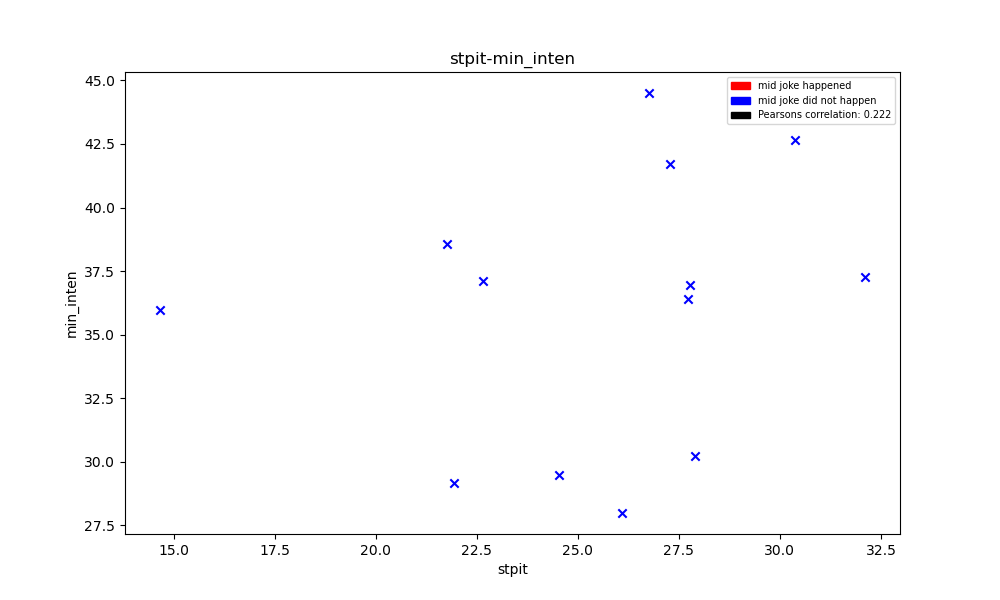 stpit-min_inten
mid joke happened
mid joke did not happen
Pearsons correlation: 0.222
45.0
42.5
40.0
37.5
35.0
32.5
30.0
27.5
min_inten
15.0 17.5 20.0 22.5 25.0 27.5 30.0 32.5
stpit